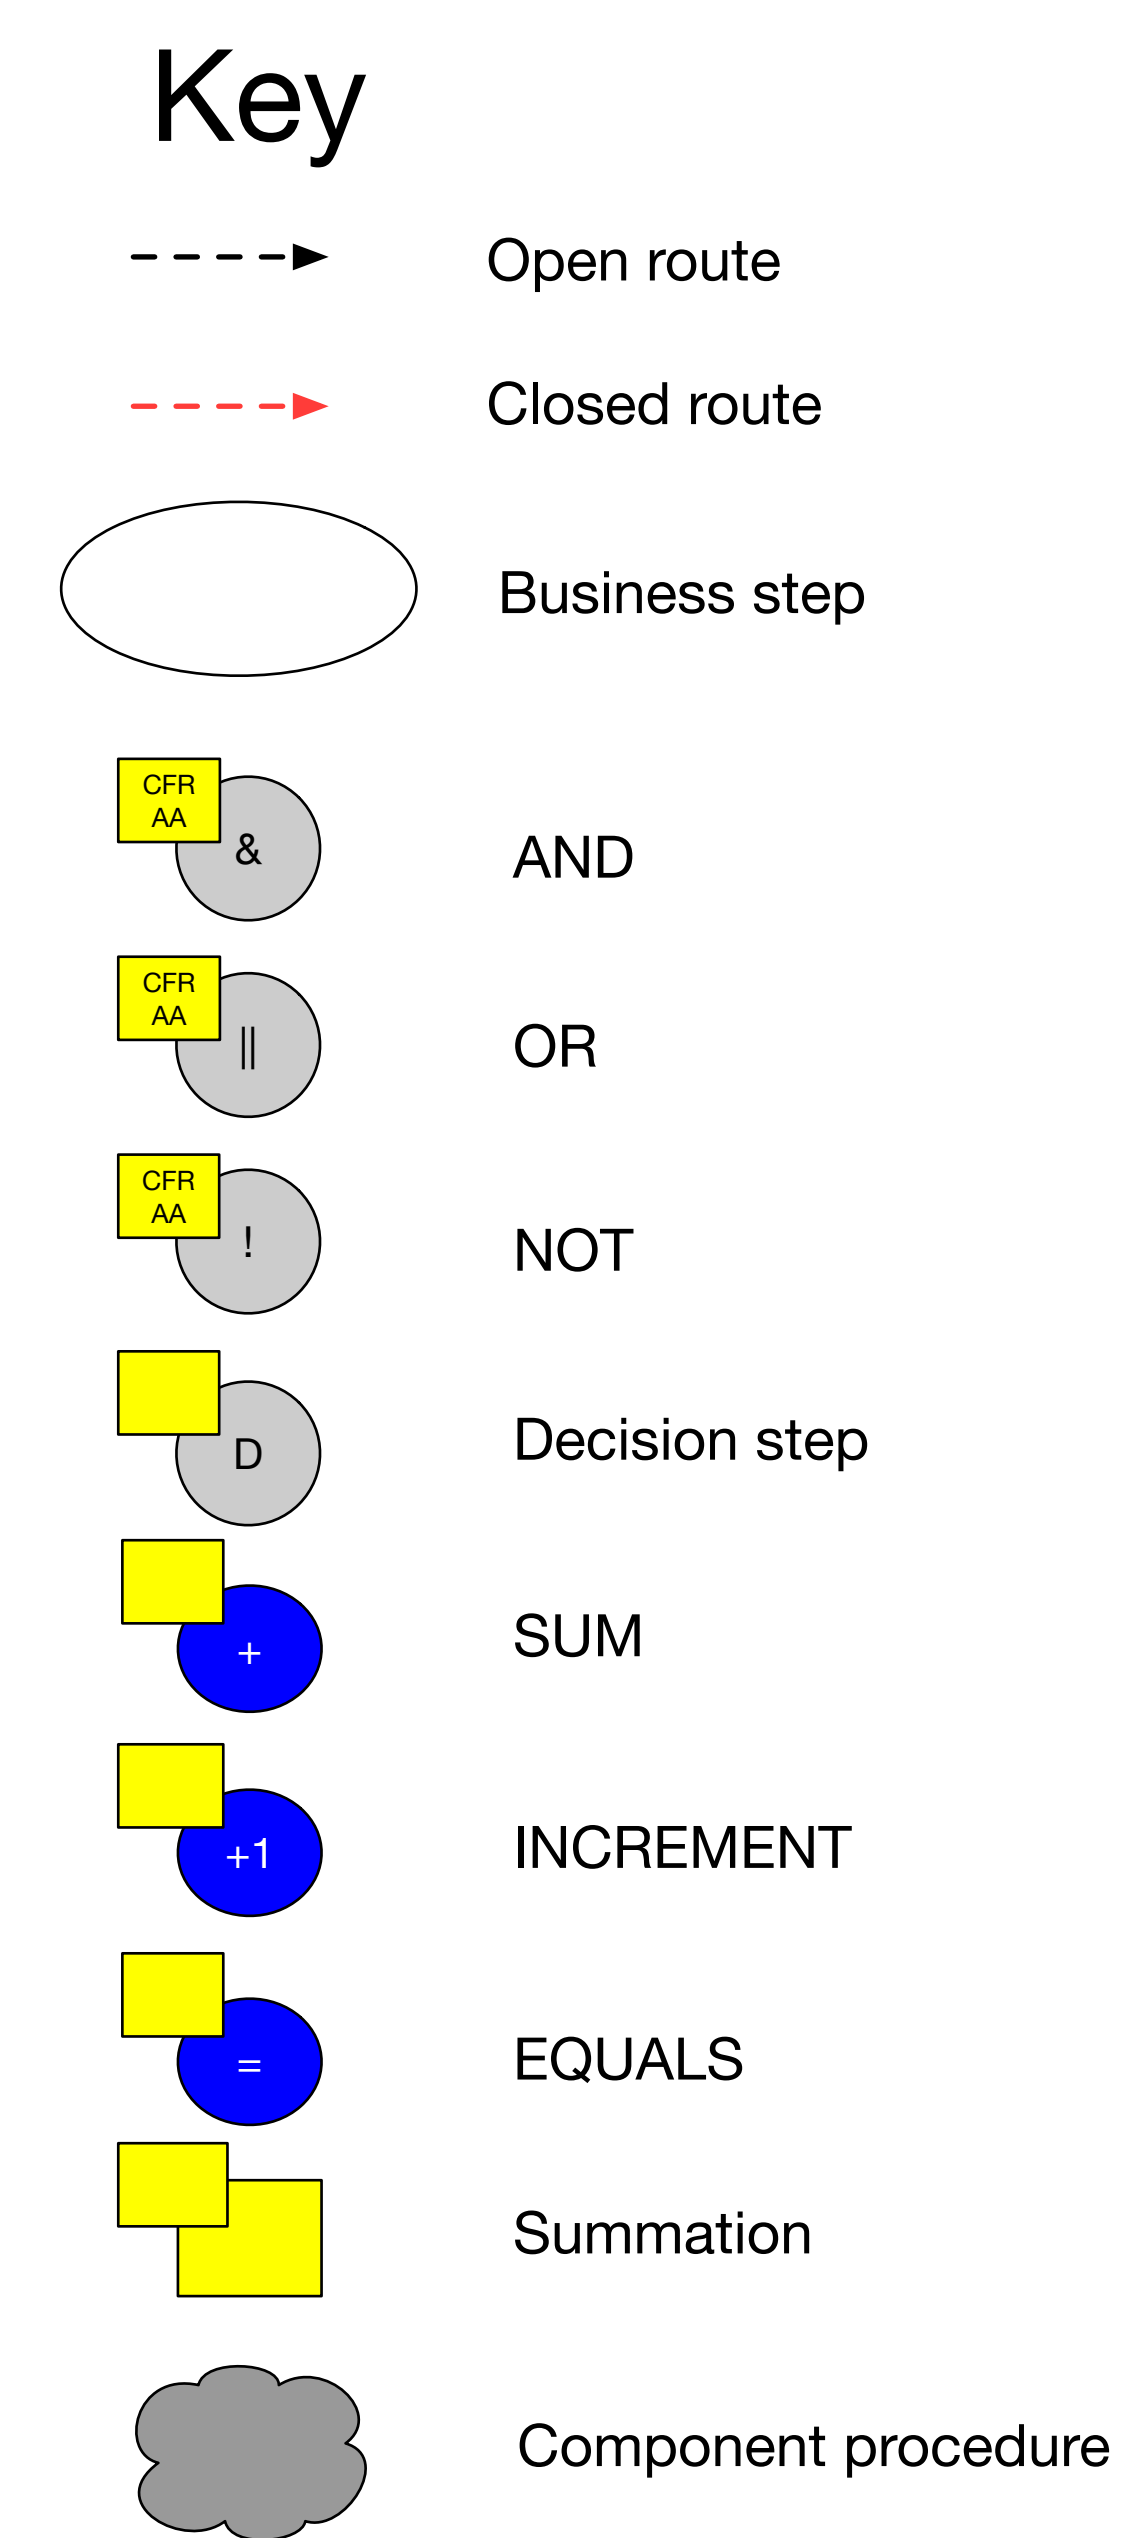 Key
Open route
Closed route
Business step
CFR
AA
&
AND
CFR
AA
||
OR
CFR
AA
!
NOT
D
Decision step
+
SUM
+1
INCREMENT
=
EQUALS
Summation
Component procedure